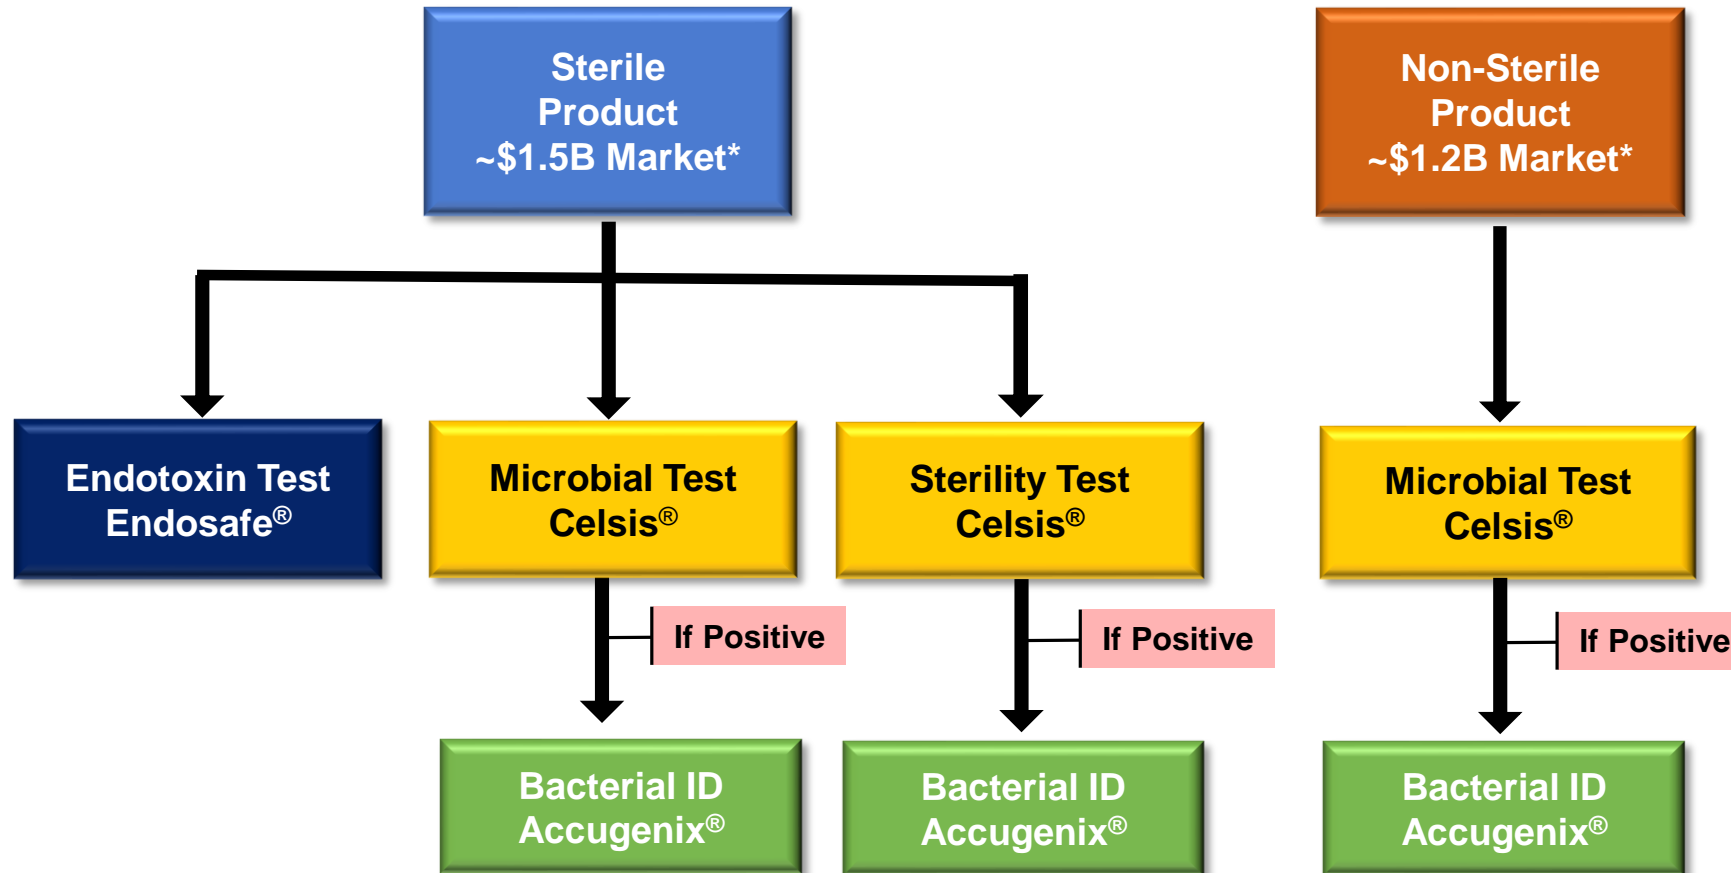 Sterile
Product
~$1.5B Market*
Non-Sterile
Product
~$1.2B Market*
Endotoxin Test
Endosafe®
Microbial Test
Celsis®
Sterility Test
Celsis®
Microbial Test
Celsis®
If Positive
If Positive
If Positive
Bacterial ID
Accugenix®
Bacterial ID
Accugenix®
Bacterial ID
Accugenix®